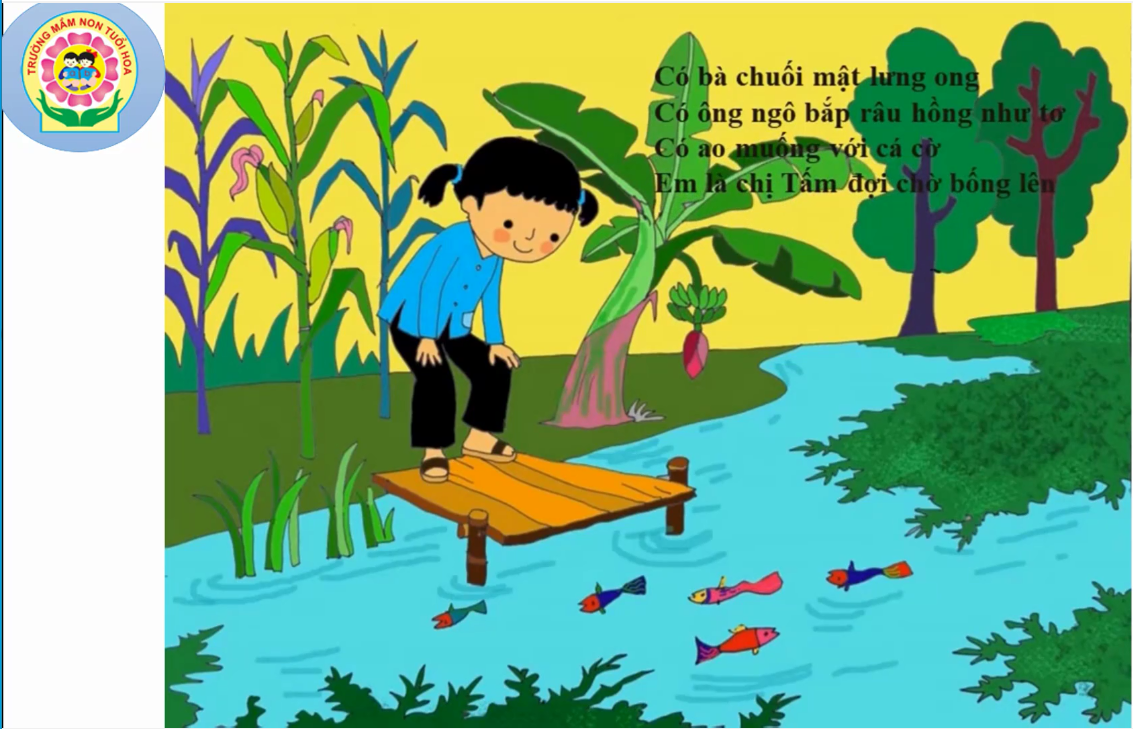 TRƯỜNG MẦM NON TUỔI HOA
Có bà chuối mật lưng ong
Có ông ngô bắp râu hồng như tơ
Có ao muống với cá cờ
Em là chị Tấm đợi chờ bống lên